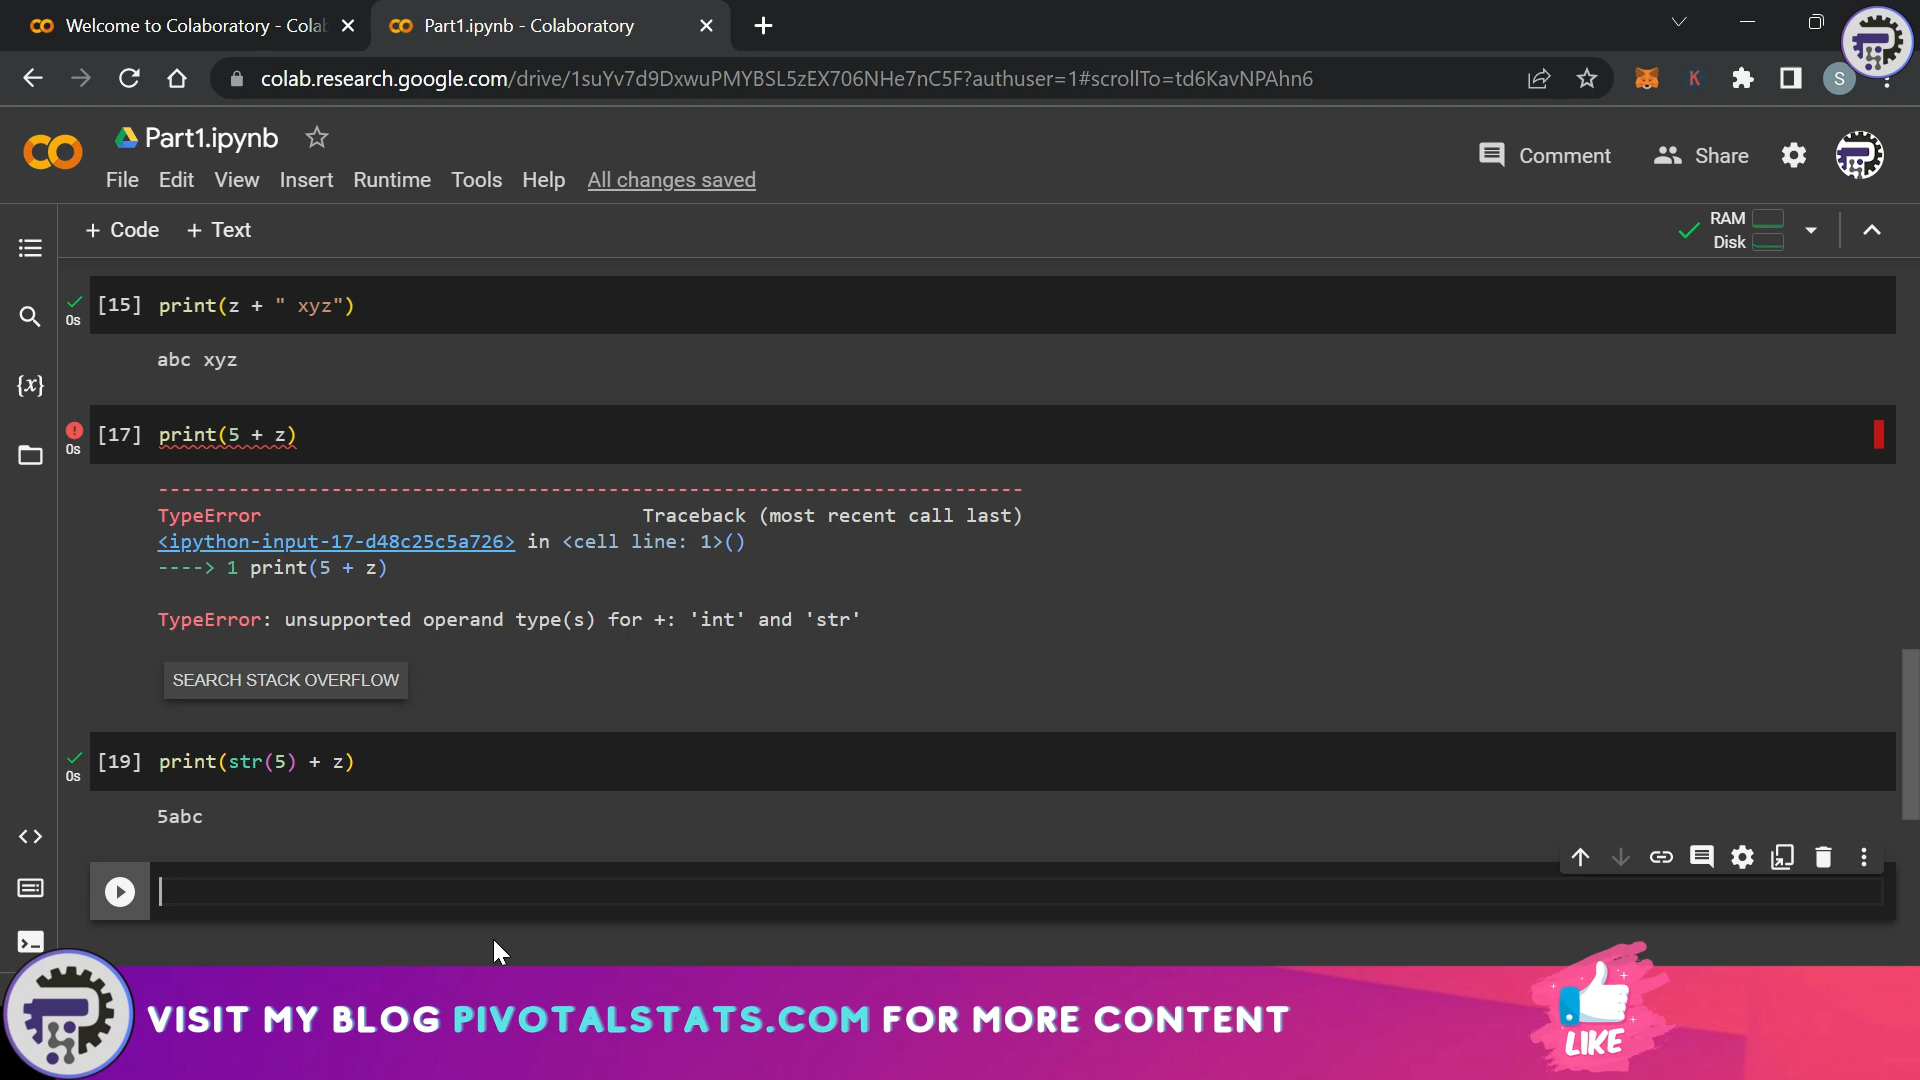 Welcome to Colaboratory - Colab
Part1.ipynb - Colaboratory
colab.research.google.com/drive/1suYv7d9DxwuPMYBSL5zEX706NHe7nC5F?authuser=1#scrollTo=td6KavNPAhn6
K
S
Part1.ipynb
Comment
Share
File Edit View Insert Runtime Tools Help All changes saved
+ Code + Text
RAM
Disk
[15] print(z + " xyz")
0s
abc xyz
[17] print(5 + z)
0s
---------------------------------------------------------------------------
TypeError Traceback (most recent call last)
<ipython-input-17-d48c25c5a726> in <cell line: 1>()
----> 1 print(5 + z)
TypeError: unsupported operand type(s) for +: 'int' and 'str'
SEARCH STACK OVERFLOW
[19] print(str(5) + z)
0s
5abc
VISIT MY BLOG PIVOTALSTATS.COM FOR MORE CONTENT
LIKE